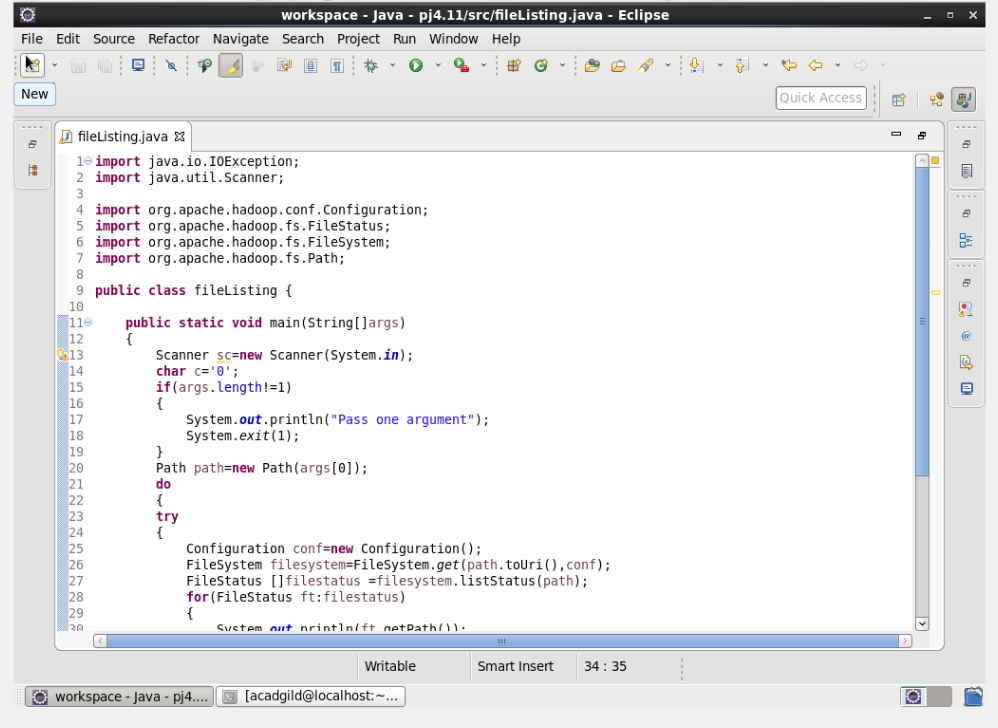 workspace - Java - pj4.11/src/fileListing.java - Eclipse
File Edit Source Refactor Navigate Search Project Run Window Help
New
Quick Access
fileListing.java
1 import java.io.IOException;
2 import java.util.Scanner;
3
4 import org.apache.hadoop.conf.Configuration;
5 import org.apache.hadoop.fs.FileStatus;
6 import org.apache.hadoop.fs.FileSystem;
7 import org.apache.hadoop.fs.Path;
8
9 public class fileListing {
10
11 public static void main(String[]args)
12 {
13 Scanner sc=new Scanner(System.in);
14 char c='0';
15 if(args.length!=1)
16 {
17 System.out.println("Pass one argument");
18 System.exit(1);
19 }
20 Path path=new Path(args[0]);
21 do
22 {
23 try
24 {
25 Configuration conf=new Configuration();
26 FileSystem filesystem=FileSystem.get(path.toUri(),conf);
27 FileStatus []filestatus =filesystem.listStatus(path);
28 for(FileStatus ft:filestatus)
29 {
30 System.out.println(ft.getPath());
Writable Smart Insert 34 : 35
workspace - Java - pj4.... [acadgild@localhost:~...